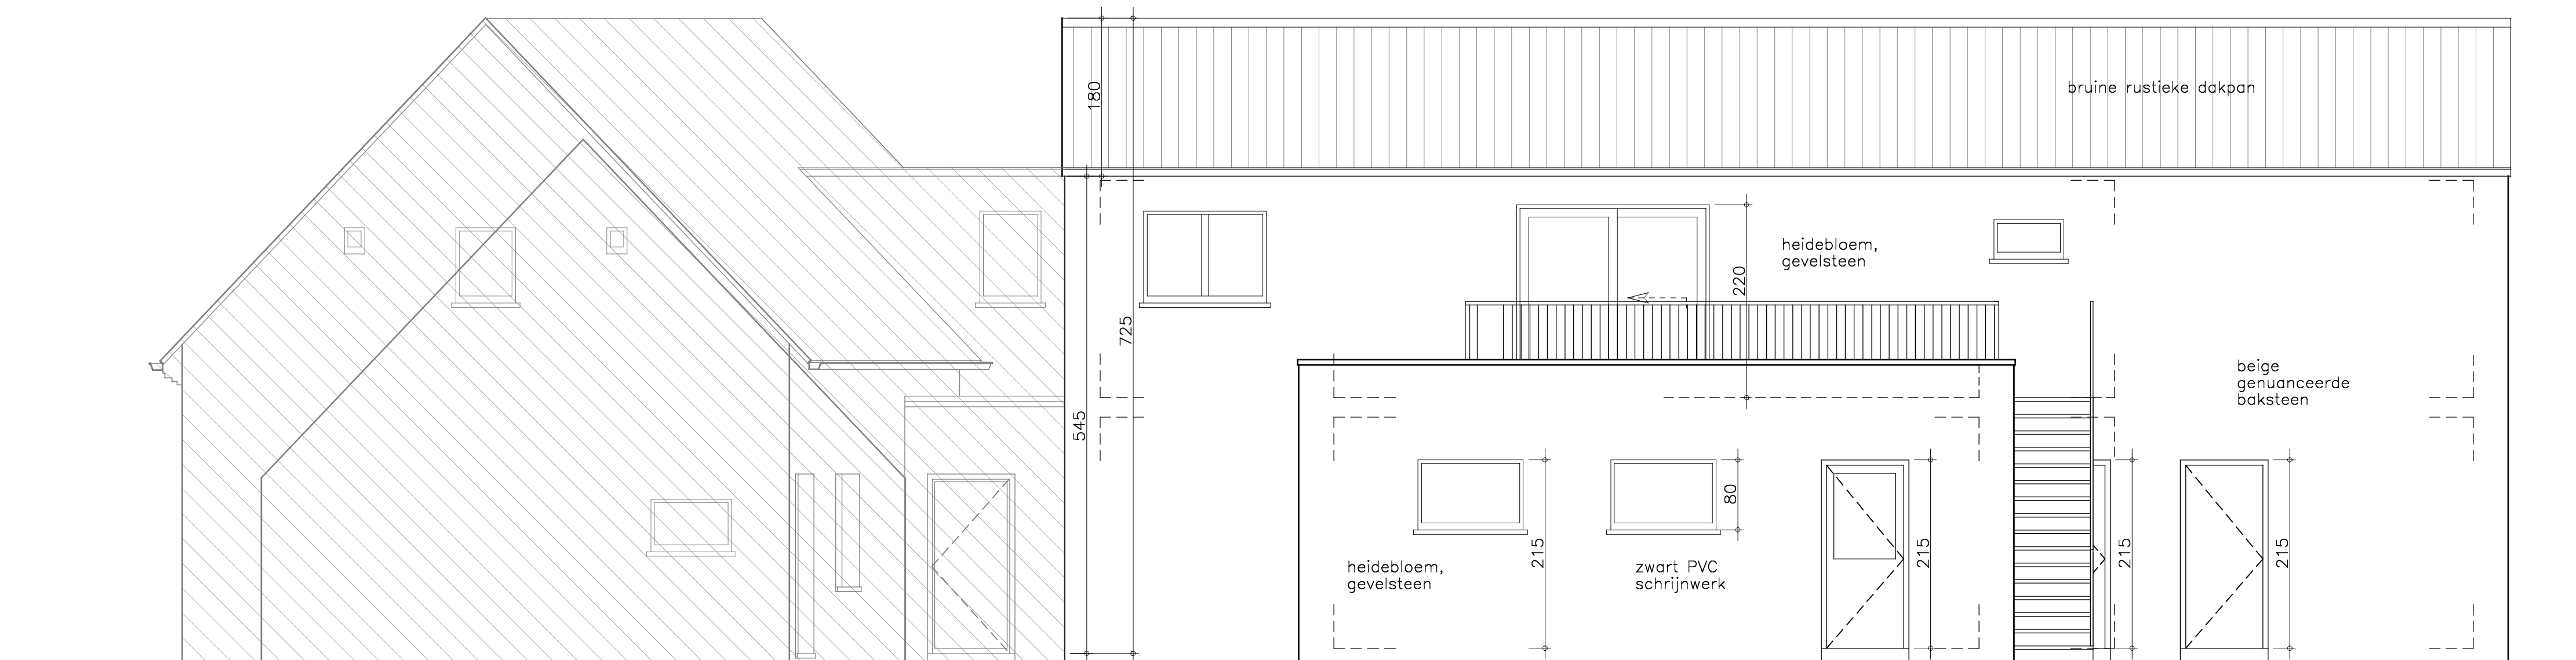 180
bruine rustieke dakpan
heidebloem,
gevelsteen
220
725
beige
genuanceerde
baksteen
545
80
215
heidebloem,
gevelsteen
zwart PVC
schrijnwerk
215
215
215